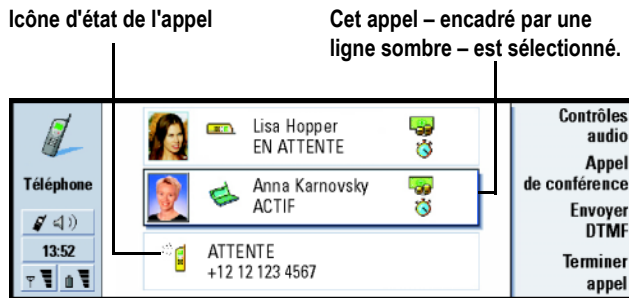 Icône d'état de l'appel
Cet appel – encadré par une
ligne sombre – est sélectionné.
Téléphone
13:52
Lisa Hopper
EN ATTENTE
Anna Karnovsky
ACTIF
ATTENTE
+12 12 123 4567
Contrôles
audio
Appel
de conférence
Envoyer
DTMF
Terminer
appel